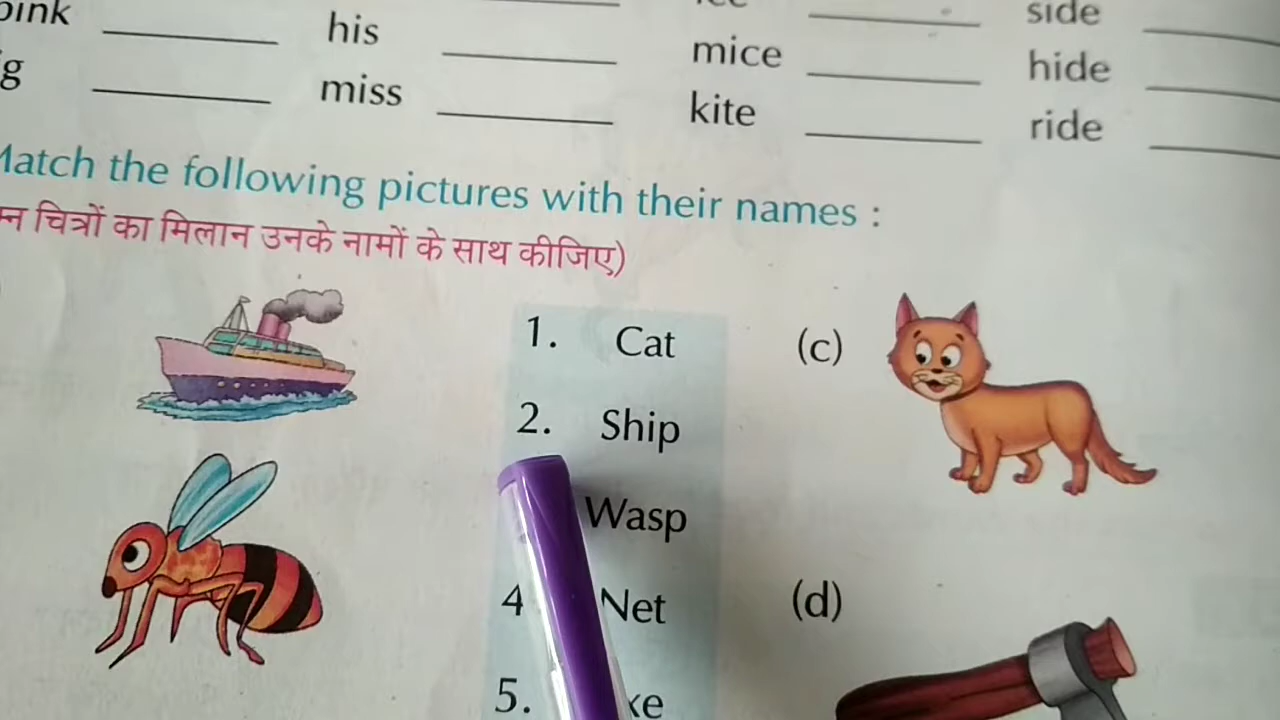 his
side
mice
hide
miss
kite
ride
Match the following pictures with their names :
चित्रों का मिलान उनके नामों के साथ कीजिए)
1. Cat
(c)
2. Ship
Wasp
4 Net
(d)
5.